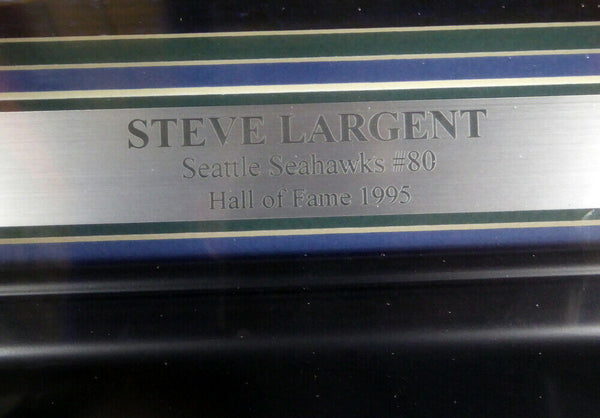 STEVE LARGENT
Seattle Seahawks #80
Hall of Fame 1995